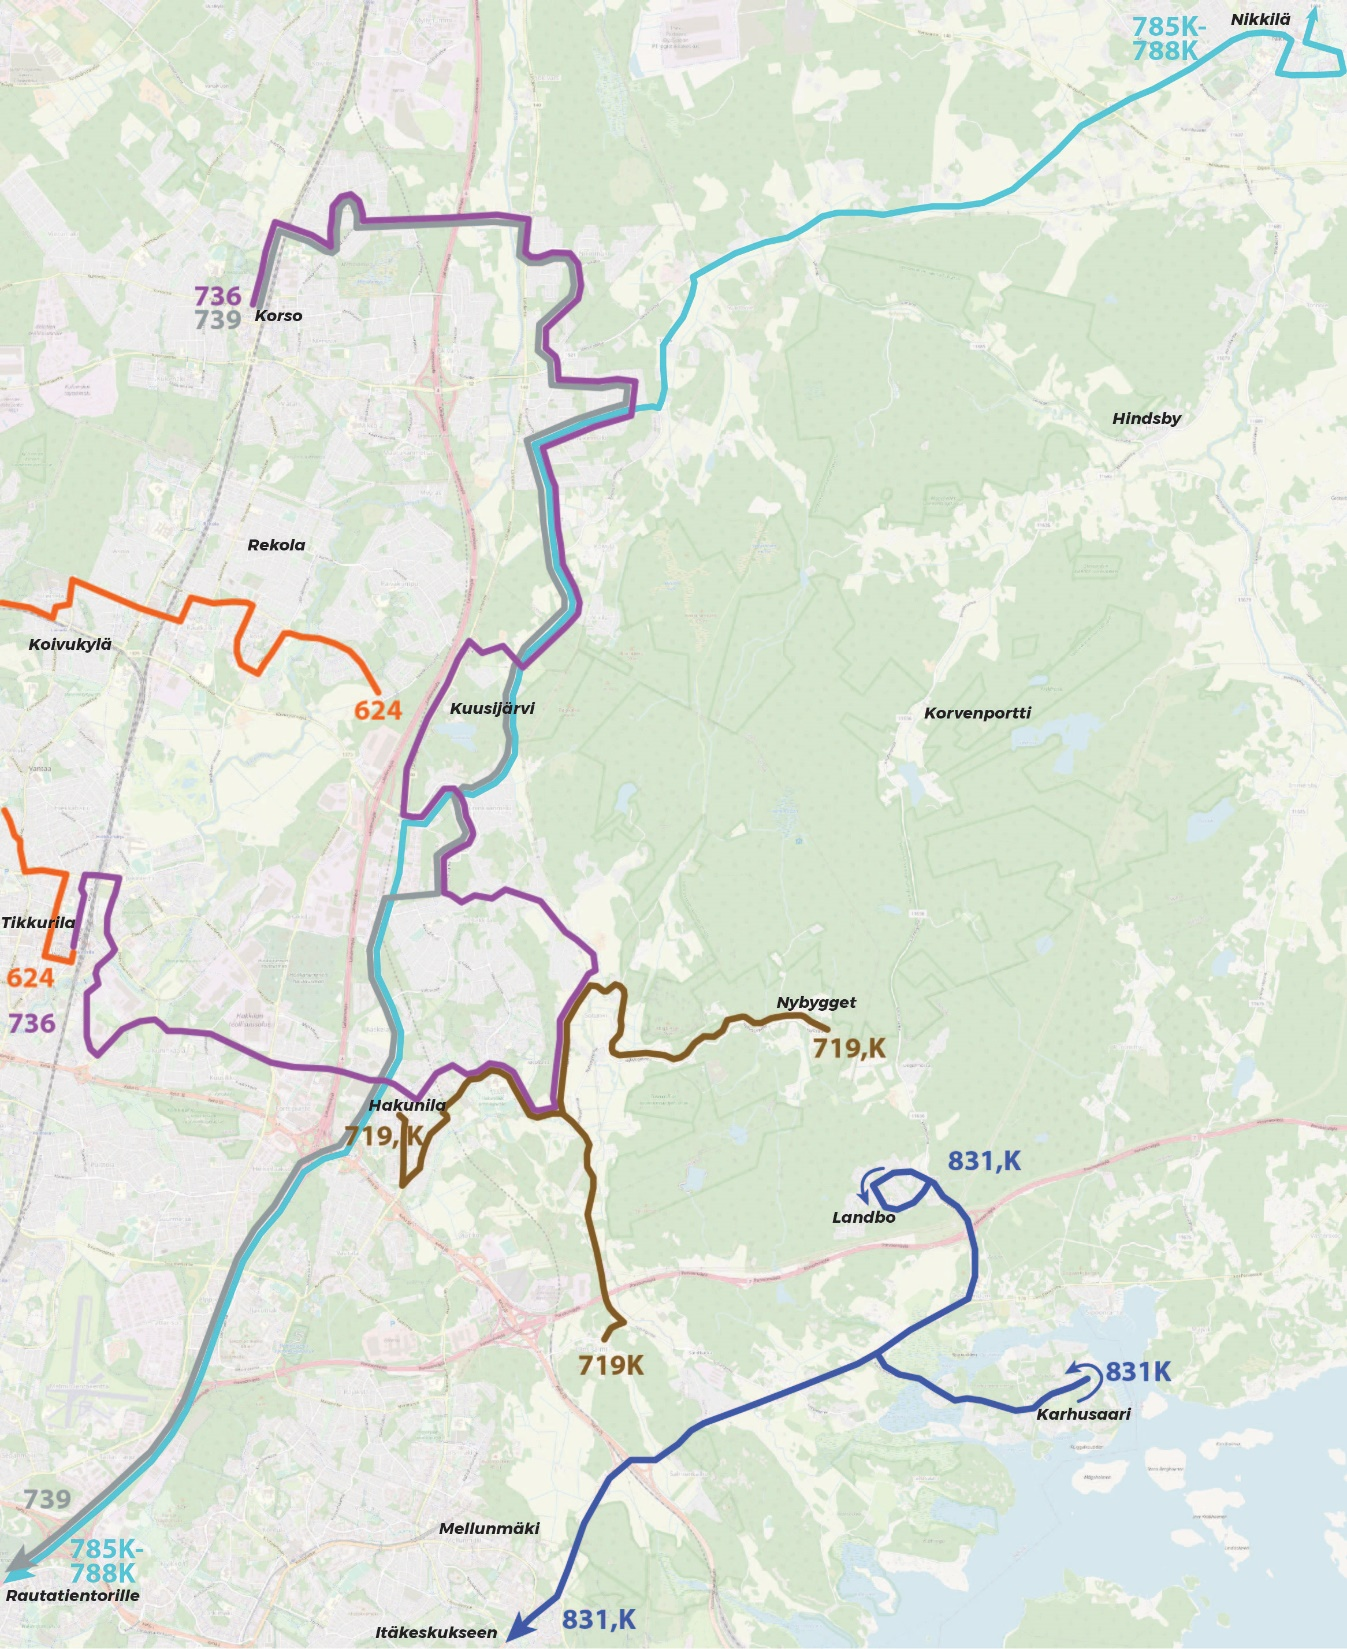 Nikkilä
785K-
788K
736
739
Korso
Hindsby
Rekola
Koivukylä
624
Kuusijärvi
Korvenportti
Tikkurila
624
736
Nybygget
719,K
Hakunila
719, K
831,K
Landbo
719K
831K
Karhusaari
739
Mellunmäki
785K-
788K
Rautatientorille
831,K
Itäkeskukseen